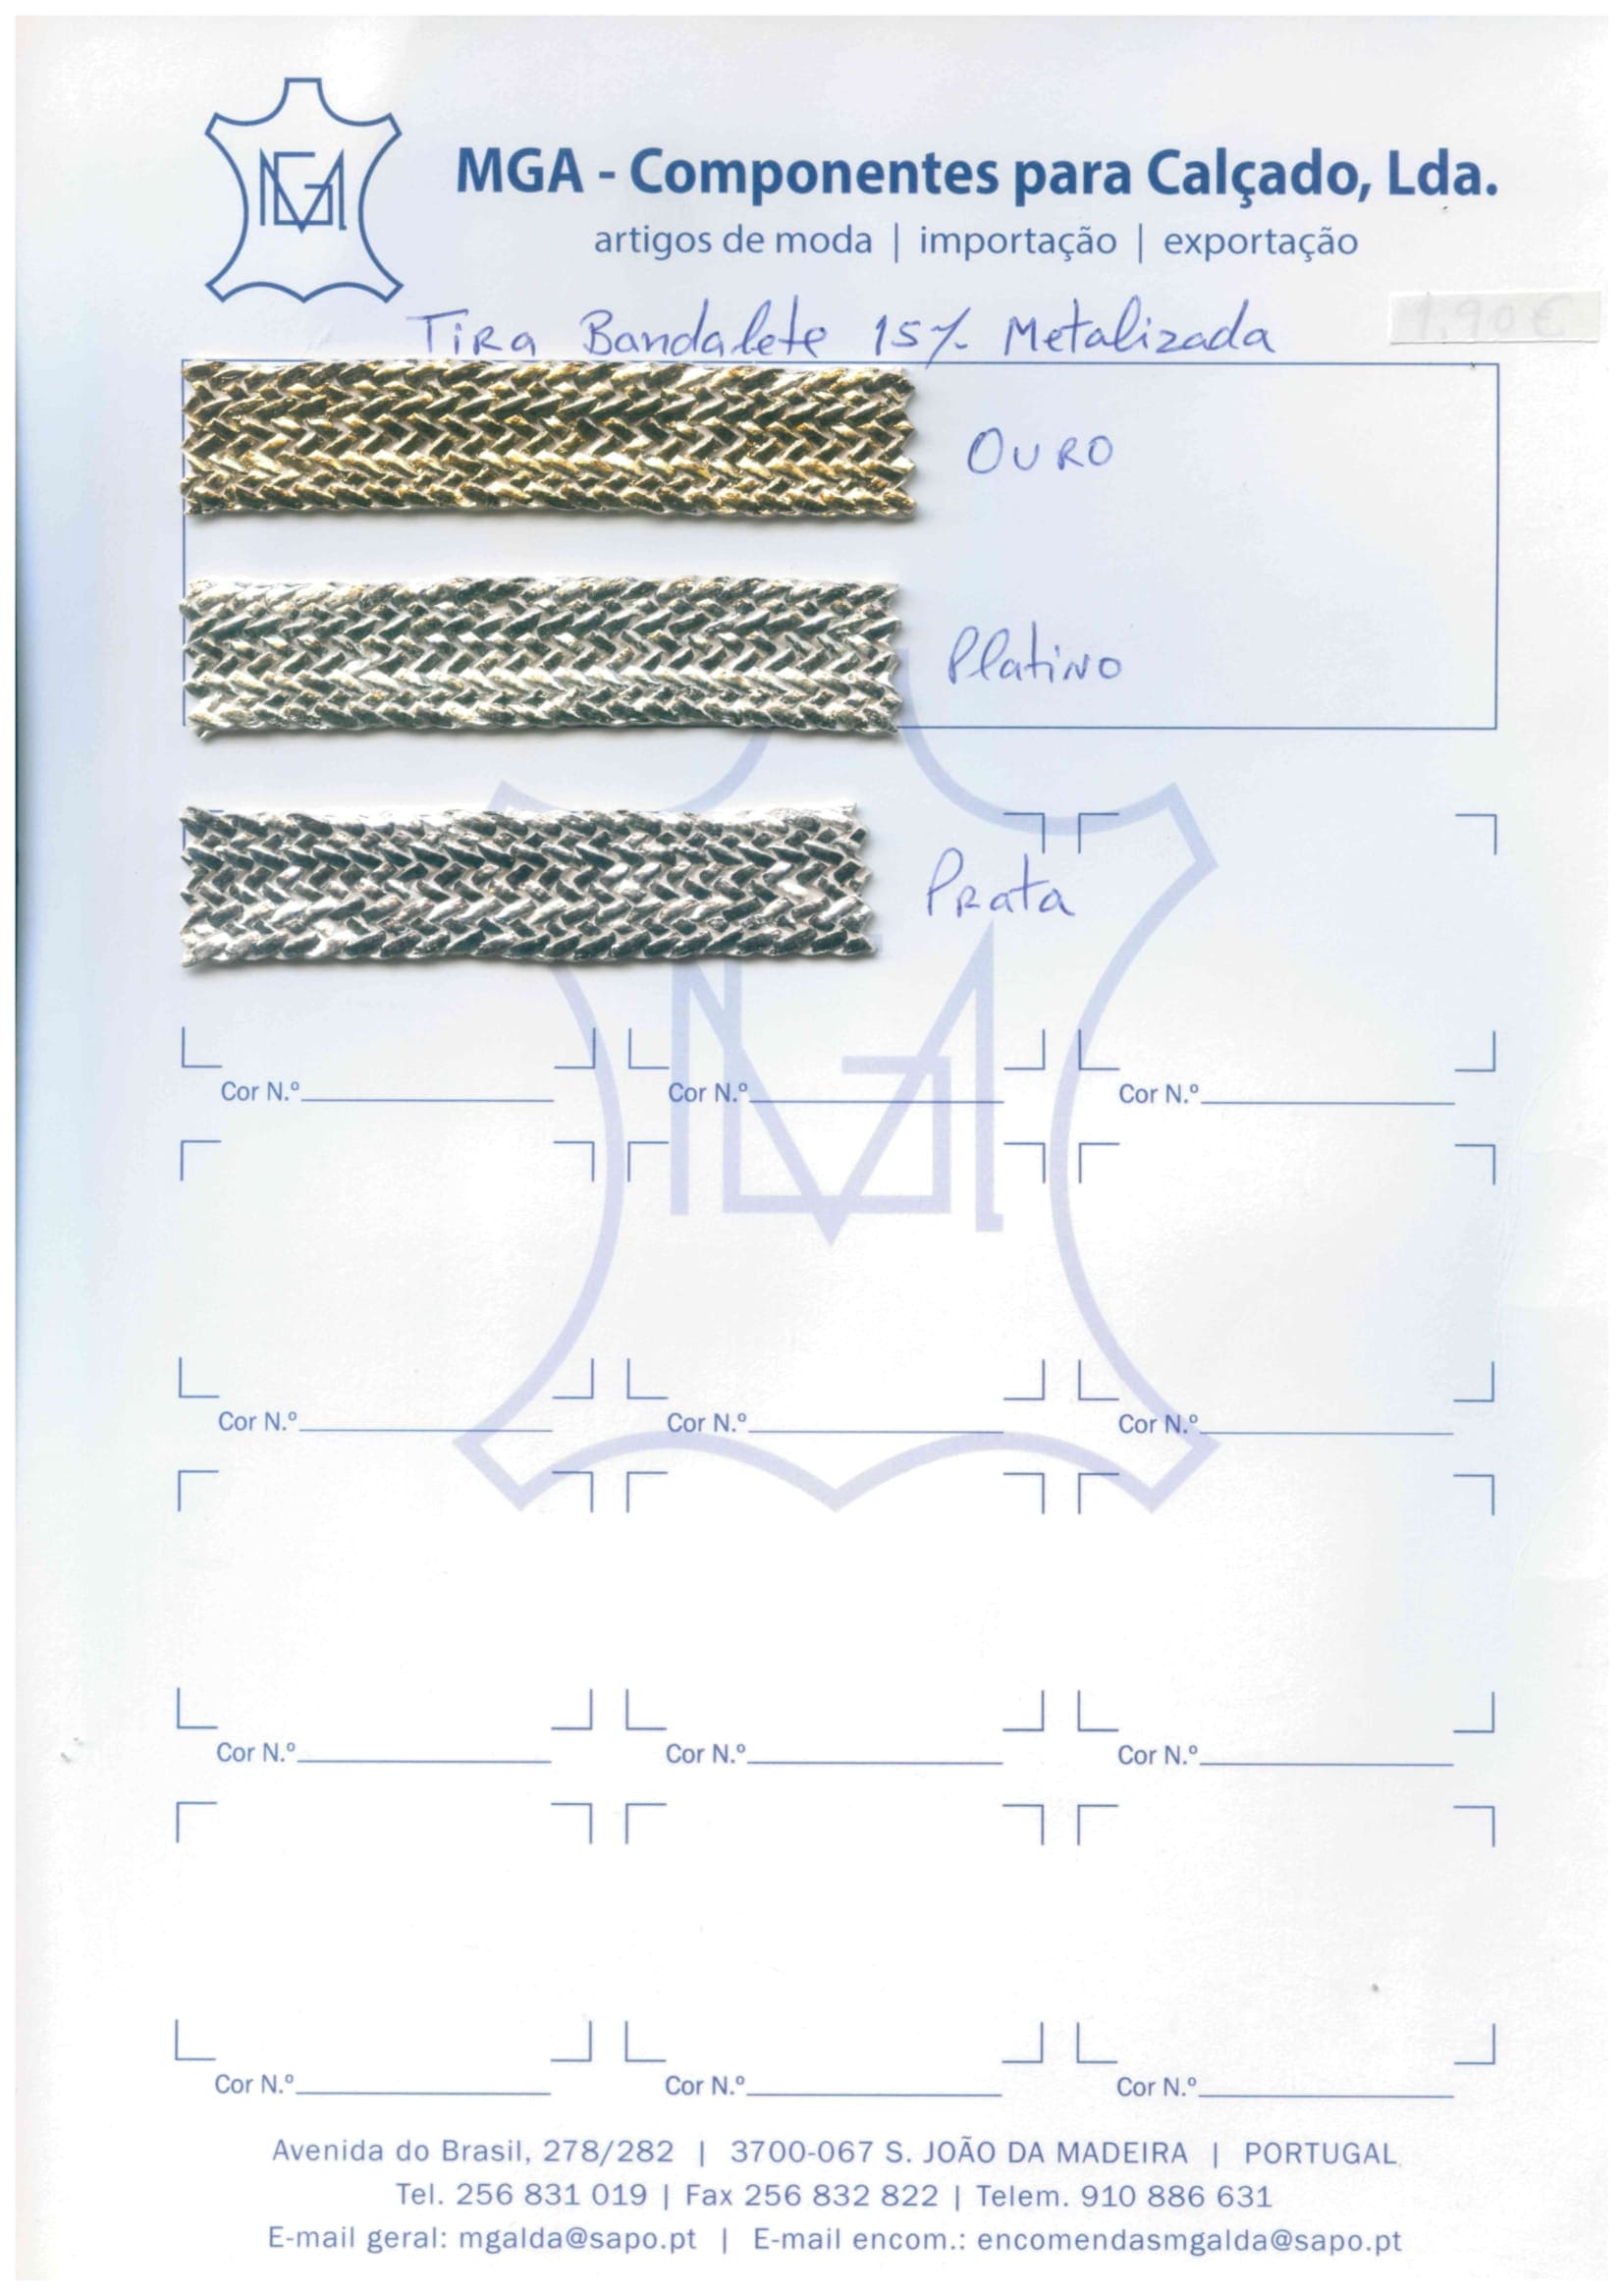 MGA - Componentes para Calçado, Lda.
artigos de moda | importação | exportação
Tira Bandalete 15% Metalizada
1,90€
OURO
Platino
Prata
Cor N.º Cor N.º Cor N.º
Cor N.º Cor N.º Cor N.º
Cor N.º Cor N.º Cor N.º
Cor N.º Cor N.º Cor N.º
Avenida do Brasil, 278/282 | 3700-067 S. JOÃO DA MADEIRA | PORTUGAL
Tel. 256 831 019 | Fax 256 832 822 | Telem. 910 886 631
E-mail geral: mgalda@sapo.pt | E-mail encom.: encomendasmgalda@sapo.pt